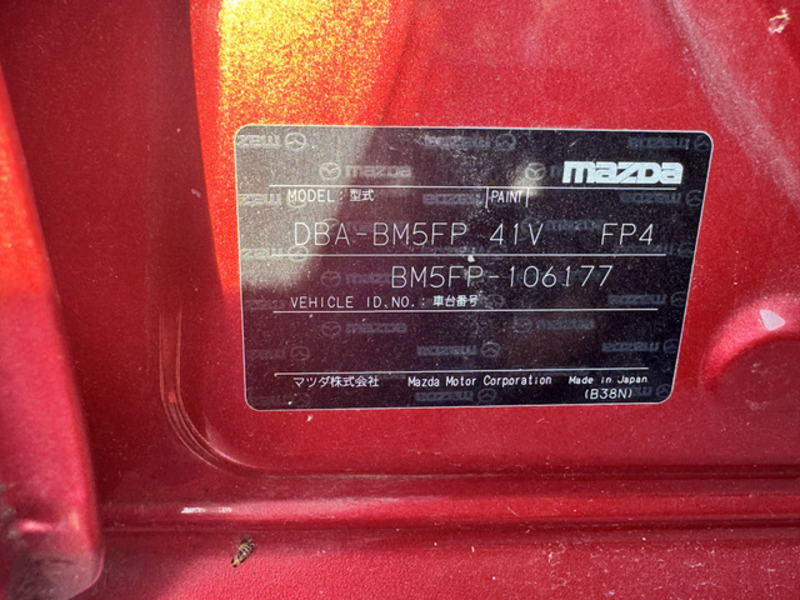 mazda
MODEL: 型式 PAINT
DBA-BM5FP 41V FP4
BM5FP-106177
VEHICLE ID.NO.: 車台番号
マツダ株式会社 Mazda Motor Corporation Made in Japan
(B38N)